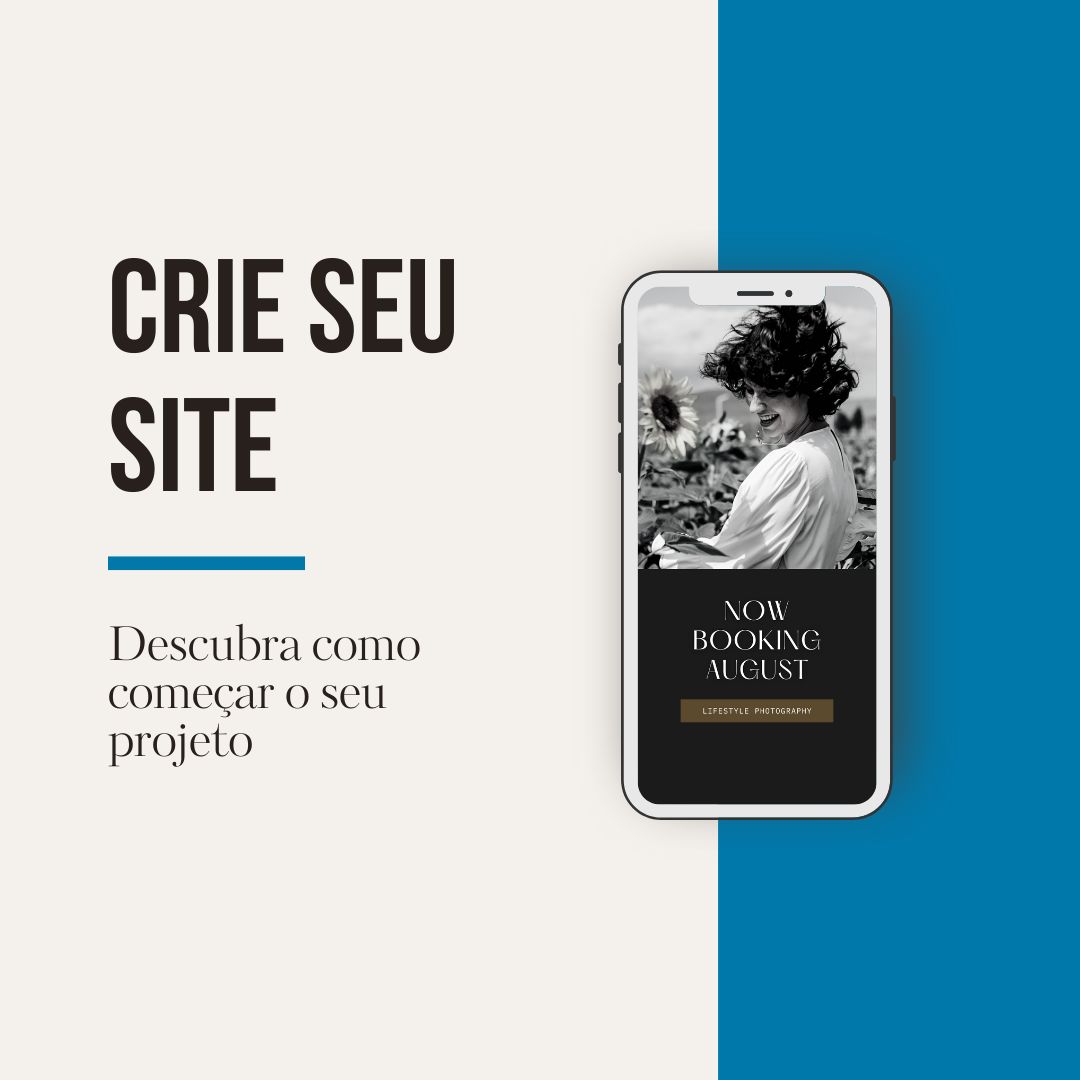 CRIE SEU
SITE
Descubra como
começar o seu
projeto
NOW
BOOKING
AUGUST
LIFESTYLE PHOTOGRAPHY